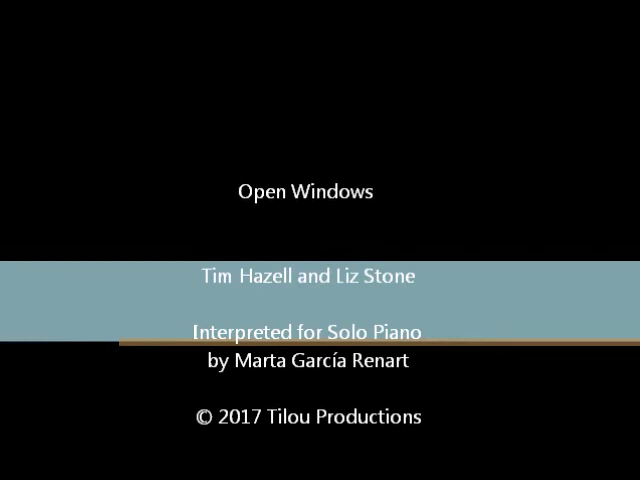 Open Windows
Tim Hazell and Liz Stone
Interpreted for Solo Piano
by Marta García Renart
© 2017 Tilou Productions